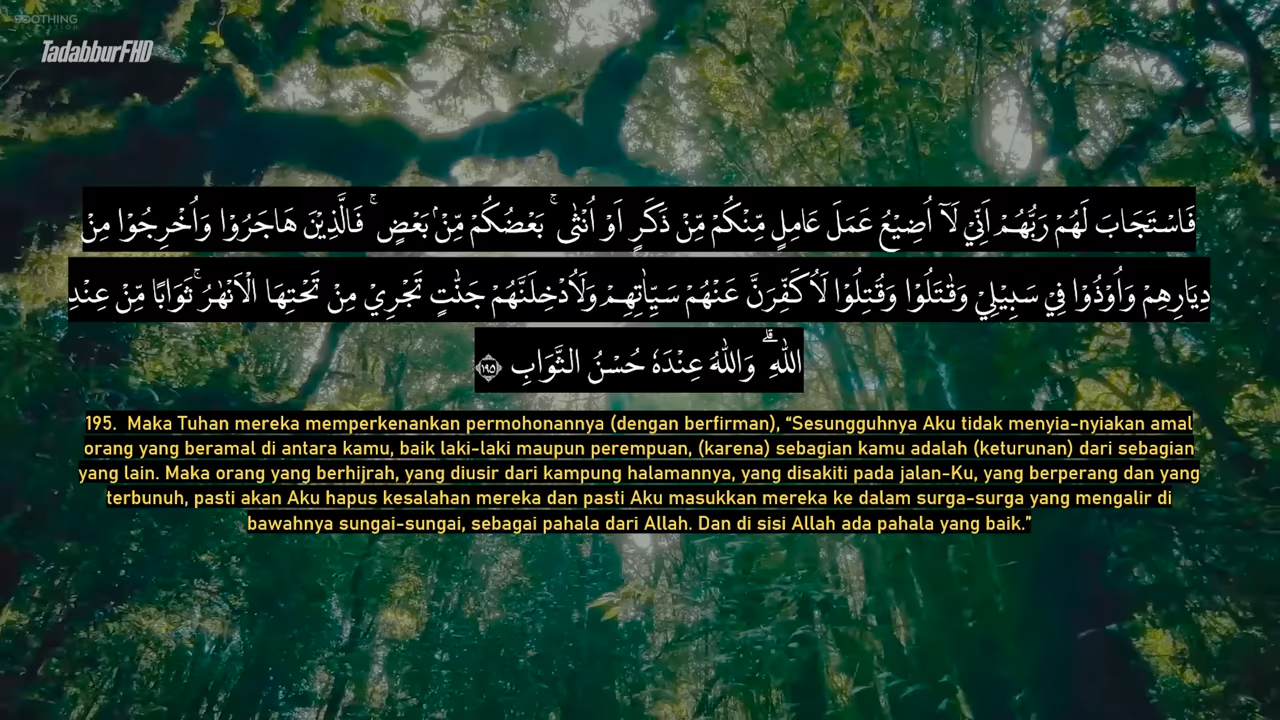 SOOTHING
TadabburFHD
فَاسْتَجَابَ لَهُمْ رَبُّهُمْ اَنِّيْ لَآ اُضِيْعُ عَمَلَ عَامِلٍ مِّنْكُمْ مِّنْ ذَكَرٍ اَوْ اُنْثٰى ۚ بَعْضُكُمْ مِّنْۢ بَعْضٍ ۚ فَالَّذِيْنَ هَاجَرُوْا وَاُخْرِجُوْا مِنْ
دِيَارِهِمْ وَاُوْذُوْا فِيْ سَبِيْلِيْ وَقٰتَلُوْا وَقُتِلُوْا لَاُكَفِّرَنَّ عَنْهُمْ سَيِّاٰتِهِمْ وَلَاُدْخِلَنَّهُمْ جَنّٰتٍ تَجْرِيْ مِنْ تَحْتِهَا الْاَنْهٰرُۚ ثَوَابًا مِّنْ عِنْدِ
اللّٰهِ ۗ وَاللّٰهُ عِنْدَهٗ حُسْنُ الثَّوَابِ ١٩٥
195. Maka Tuhan mereka memperkenankan permohonannya (dengan berfirman), “Sesungguhnya Aku tidak menyia-nyiakan amal
orang yang beramal di antara kamu, baik laki-laki maupun perempuan, (karena) sebagian kamu adalah (keturunan) dari sebagian
yang lain. Maka orang yang berhijrah, yang diusir dari kampung halamannya, yang disakiti pada jalan-Ku, yang berperang dan yang
terbunuh, pasti akan Aku hapus kesalahan mereka dan pasti Aku masukkan mereka ke dalam surga-surga yang mengalir di
bawahnya sungai-sungai, sebagai pahala dari Allah. Dan di sisi Allah ada pahala yang baik.”